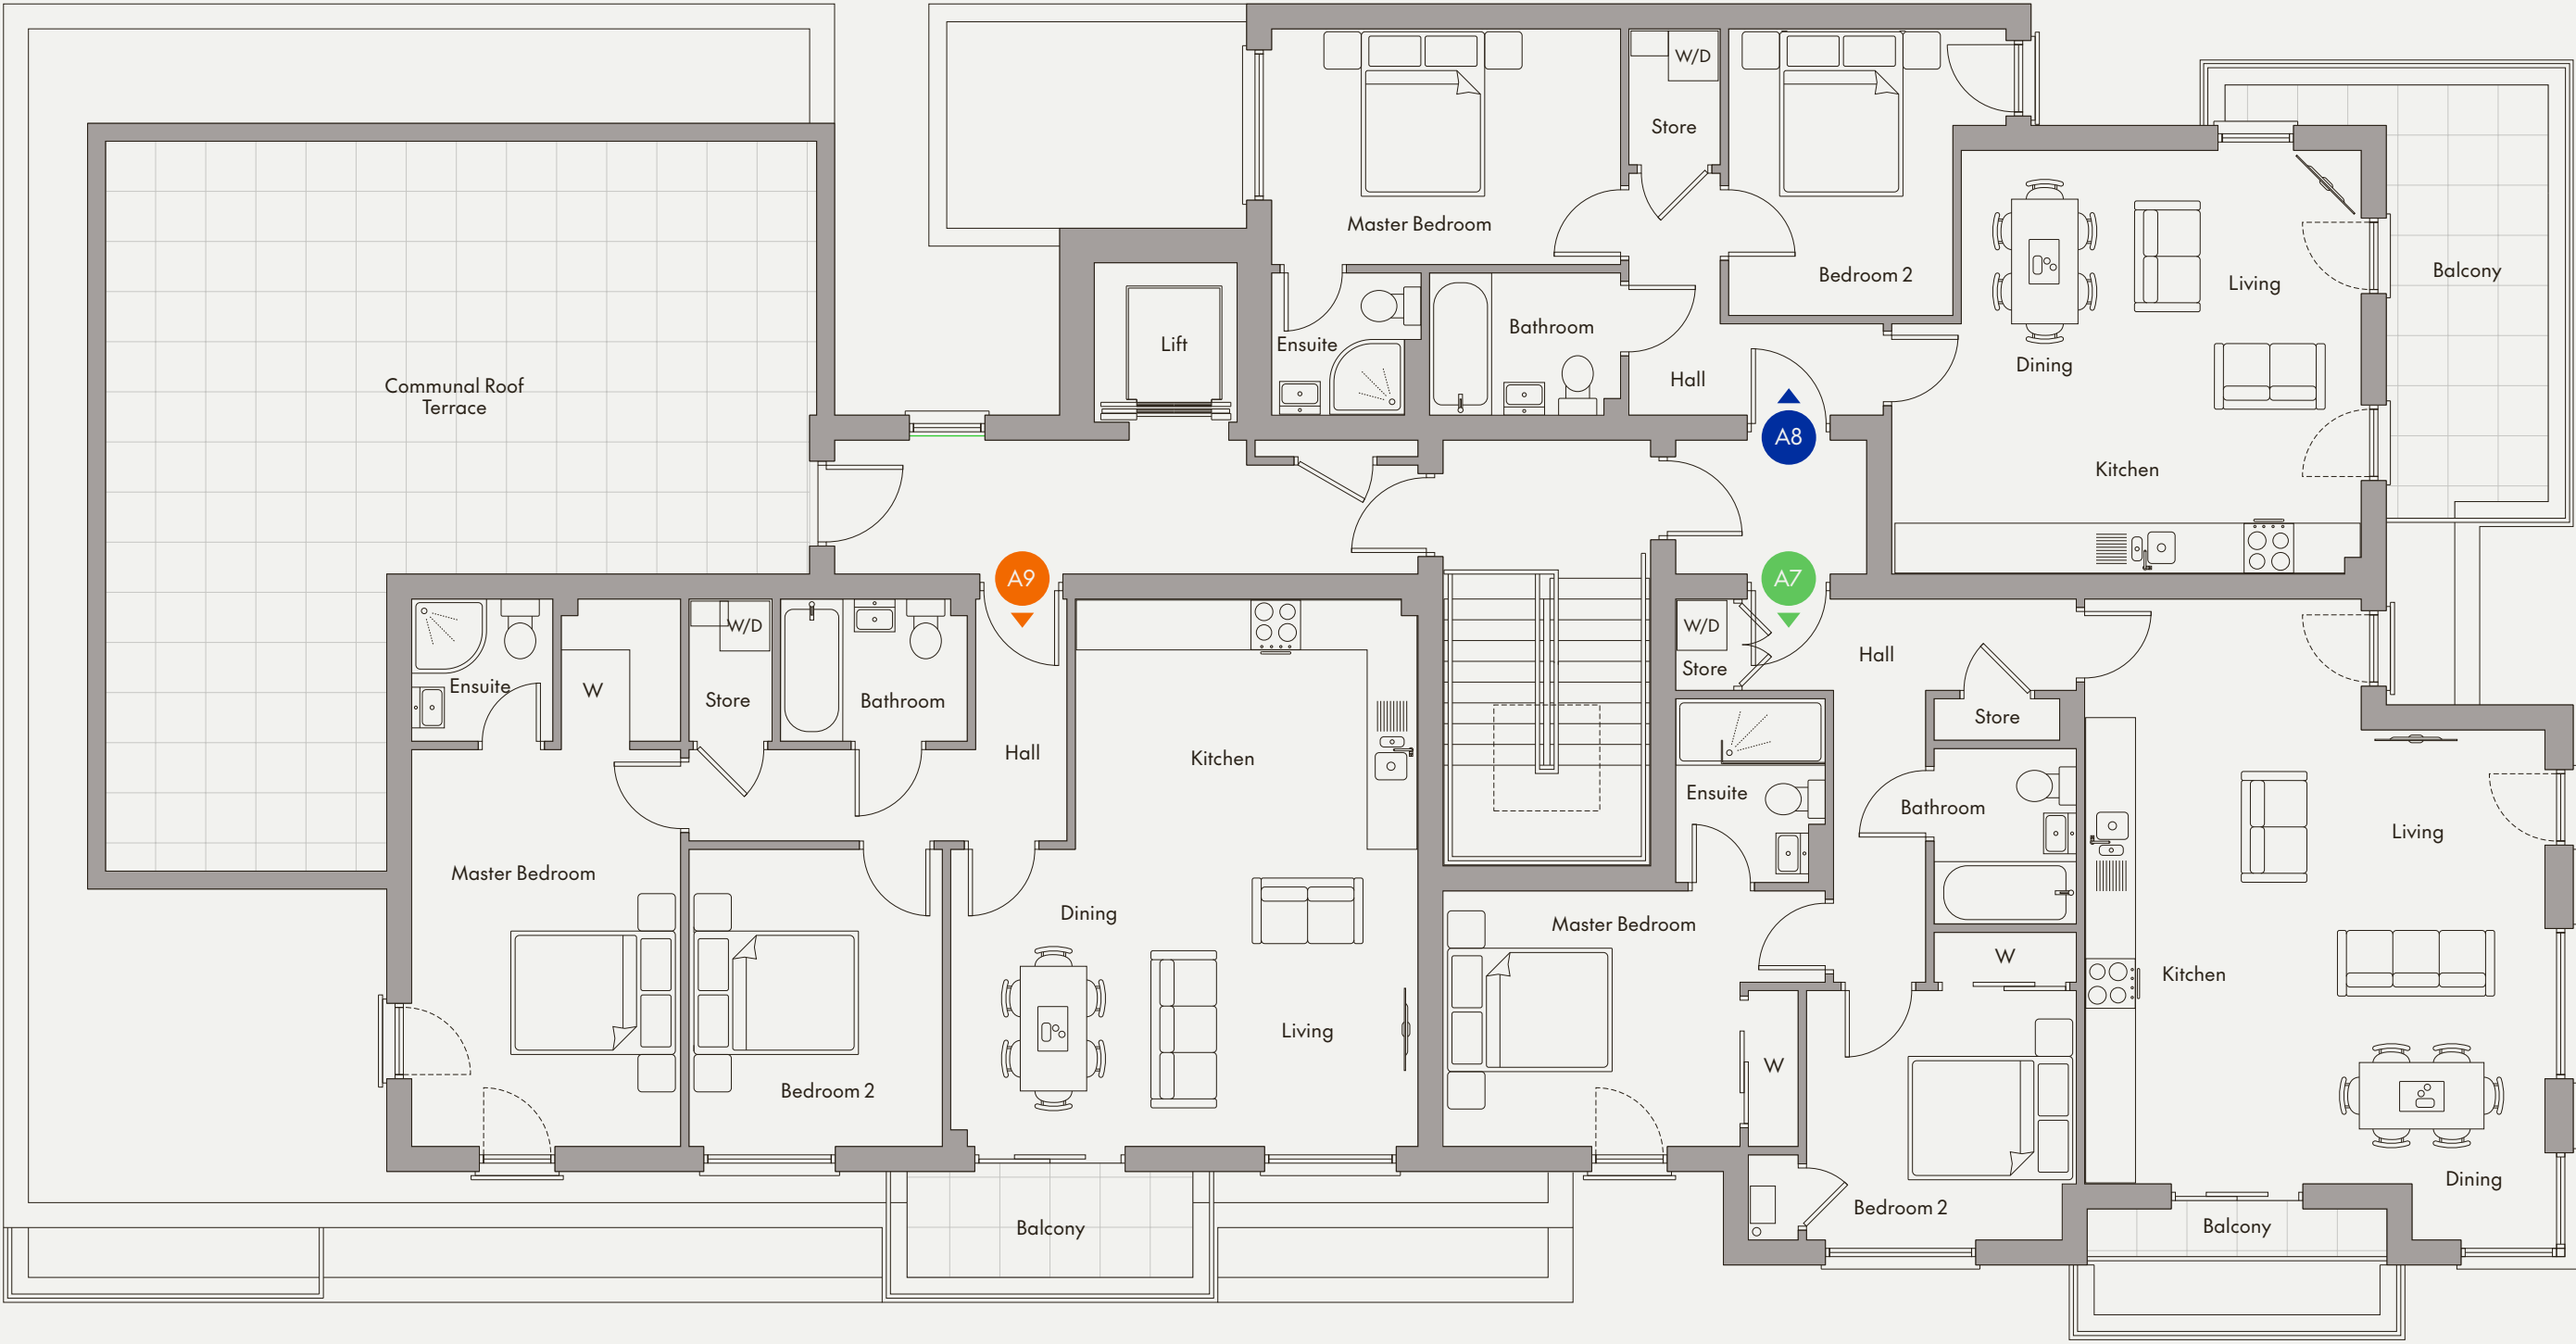 W/D
Store
Master Bedroom
Bedroom 2
Balcony
Living
Lift
Ensuite
Bathroom
Dining
Hall
Communal Roof
Terrace
A8
Kitchen
A9
A7
W/D
W/D
Ensuite
W
Store
Bathroom
Hall
Kitchen
Store
Hall
Store
Ensuite
Bathroom
Living
Master Bedroom
Dining
Master Bedroom
W
Kitchen
Living
W
Bedroom 2
Dining
Bedroom 2
Balcony
Balcony